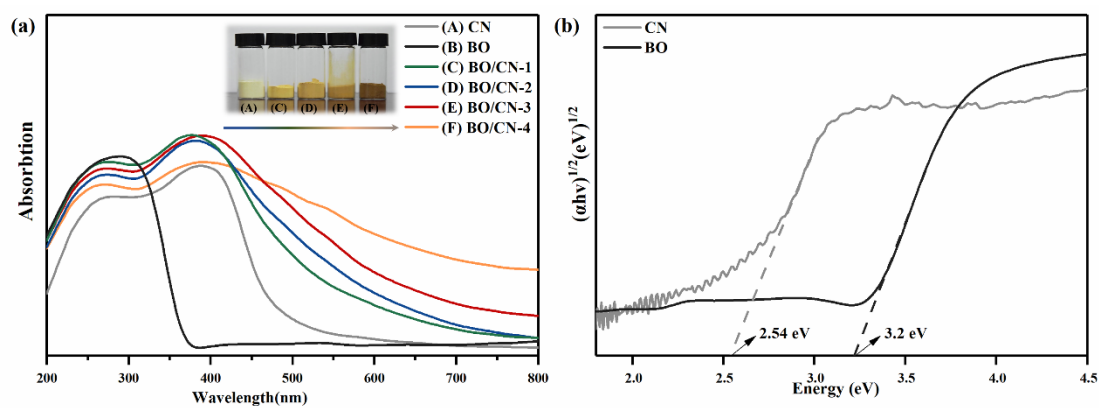 (a)
(A) CN
(B) BO
(C) BO/CN-1
(D) BO/CN-2
(E) BO/CN-3
(F) BO/CN-4
(A) (C) (D) (E) (F)
Absorbtion
200 300 400 500 600 700 800
Wavelength(nm)
(b)
CN
BO
(αhv)1/2(eV)1/2
2.54 eV
3.2 eV
2.0 2.5 3.0 3.5 4.0 4.5
Energy (eV)